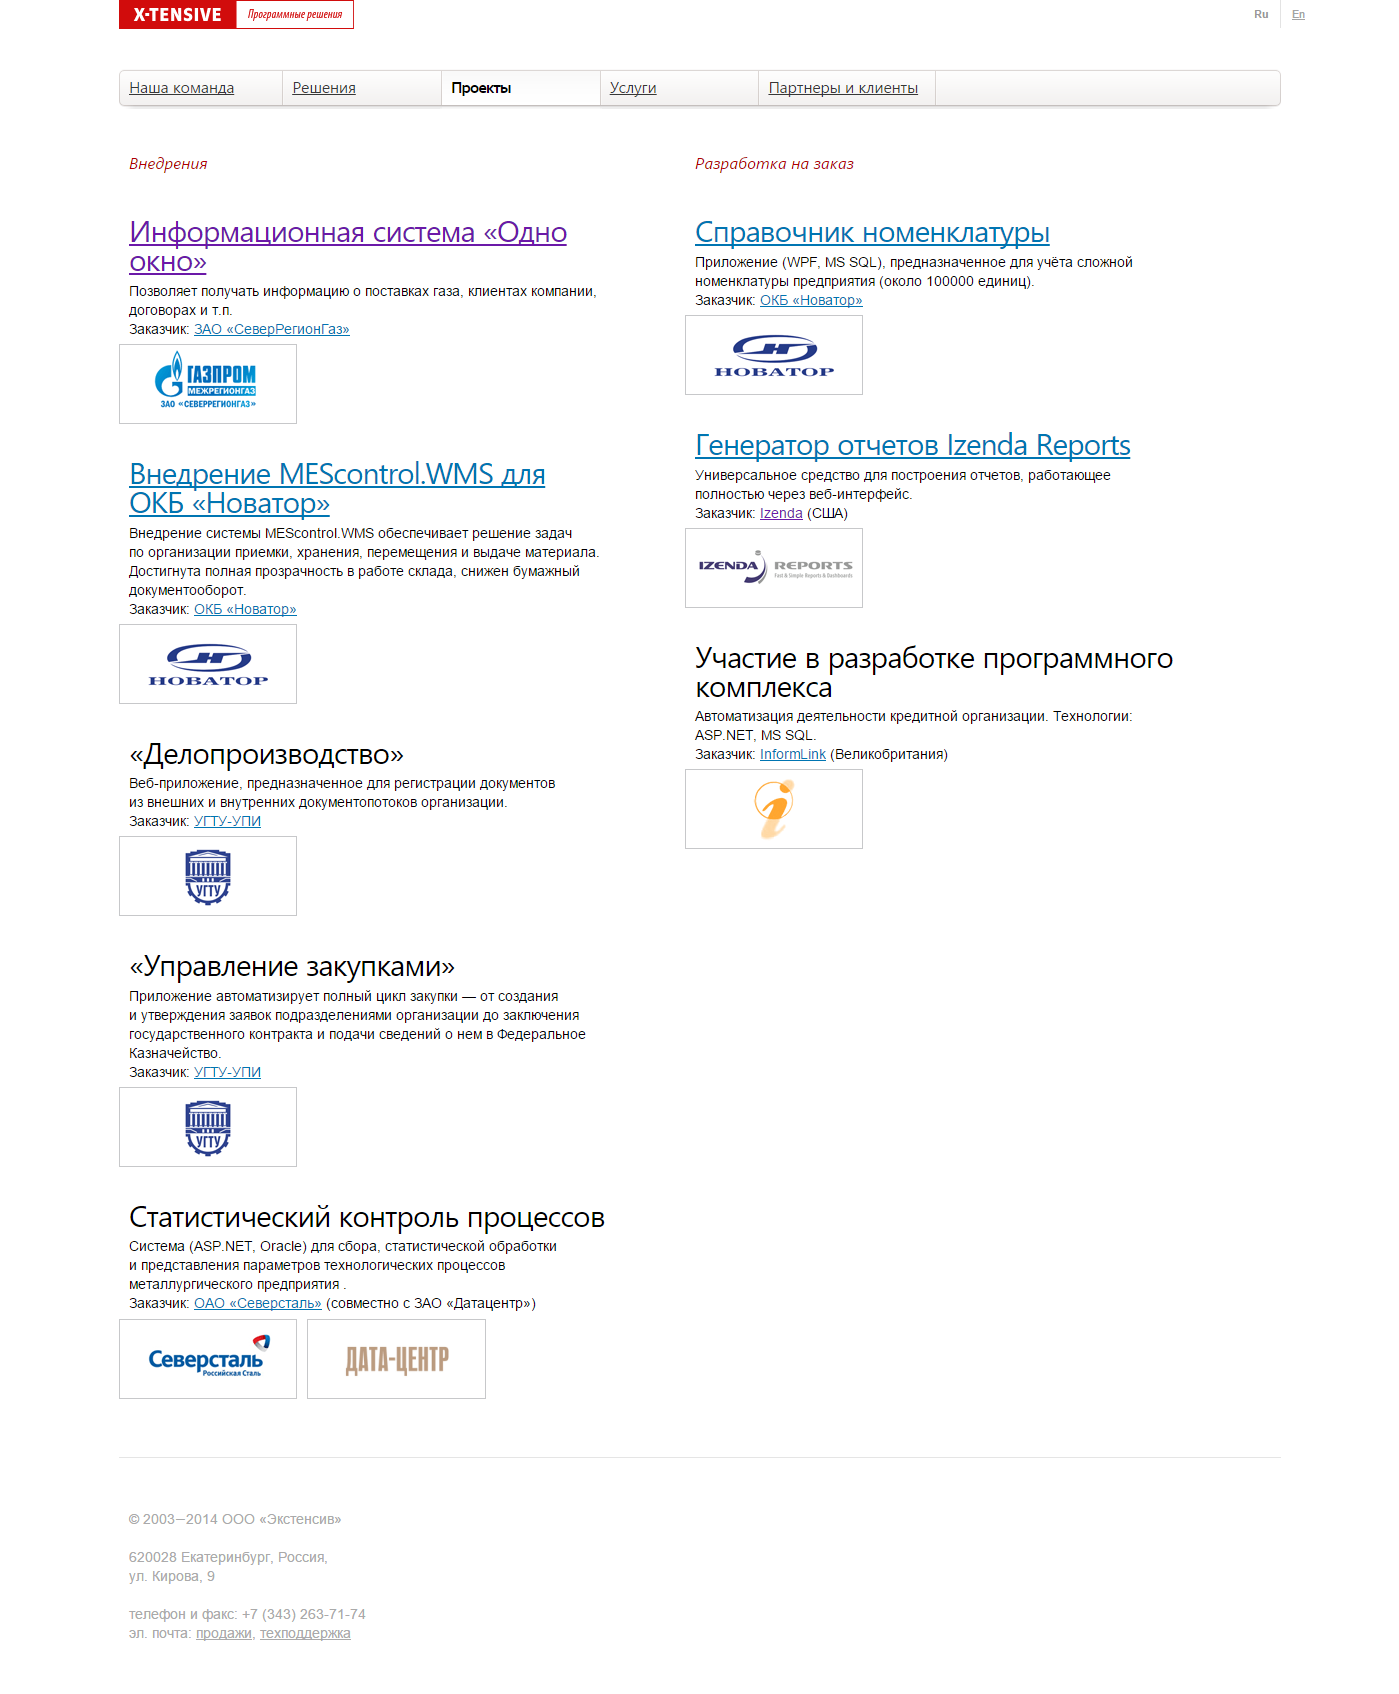 X-TENSIVE Программные решения
Ru En
Наша команда Решения Проекты Услуги Партнеры и клиенты
Внедрения
Информационная система «Одно
окно»
Позволяет получать информацию о поставках газа, клиентах компании,
договорах и т.п.
Заказчик: ЗАО «СеверРегионГаз»
ГАЗПРОМ
МЕЖРЕГИОНГАЗ
ЗАО «СЕВЕРРЕГИОНГАЗ»
Внедрение MEScontrol.WMS для
ОКБ «Новатор»
Внедрение системы MEScontrol.WMS обеспечивает решение задач
по организации приемки, хранения, перемещения и выдаче материала.
Достигнута полная прозрачность в работе склада, снижен бумажный
документооборот.
Заказчик: ОКБ «Новатор»
НОВАТОР
«Делопроизводство»
Веб-приложение, предназначенное для регистрации документов
из внешних и внутренних документопотоков организации.
Заказчик: УГТУ-УПИ
УГТУ
«Управление закупками»
Приложение автоматизирует полный цикл закупки — от создания
и утверждения заявок подразделениями организации до заключения
государственного контракта и подачи сведений о нем в Федеральное
Казначейство.
Заказчик: УГТУ-УПИ
УГТУ
Статистический контроль процессов
Система (ASP.NET, Oracle) для сбора, статистической обработки
и представления параметров технологических процессов
металлургического предприятия .
Заказчик: ОАО «Северсталь» (совместно с ЗАО «Датацентр»)
Северсталь
Российская Сталь
ДАТА-ЦЕНТР
Разработка на заказ
Справочник номенклатуры
Приложение (WPF, MS SQL), предназначенное для учёта сложной
номенклатуры предприятия (около 100000 единиц).
Заказчик: ОКБ «Новатор»
НОВАТОР
Генератор отчетов Izenda Reports
Универсальное средство для построения отчетов, работающее
полностью через веб-интерфейс.
Заказчик: Izenda (США)
IZENDA REPORTS
Fast & Simple Reports & Dashboards
Участие в разработке программного
комплекса
Автоматизация деятельности кредитной организации. Технологии:
ASP.NET, MS SQL.
Заказчик: InformLink (Великобритания)
i
© 2003—2014 ООО «Экстенсив»
620028 Екатеринбург, Россия,
ул. Кирова, 9
телефон и факс: +7 (343) 263-71-74
эл. почта: продажи, техподдержка